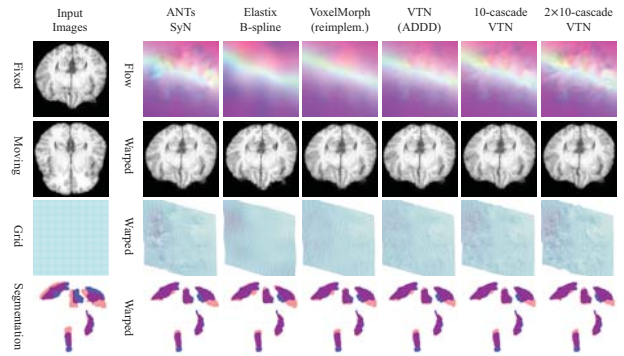 Input
Images
ANTs
SyN
Elastix
B-spline
VoxelMorph
(reimplem.)
VTN
(ADDD)
10-cascade
VTN
2×10-cascade
VTN
Fixed
Flow
Moving
Warped
Grid
Warped
Segmentation
Warped